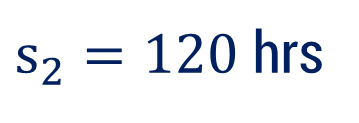 s₂ = 120 hrs